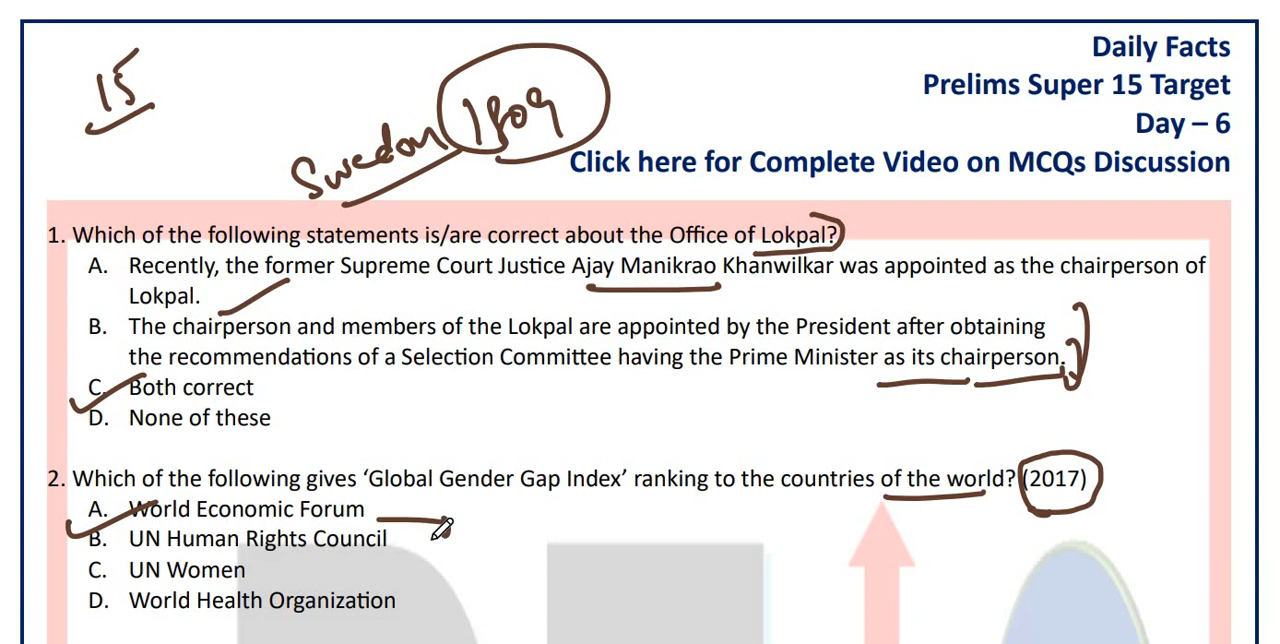 Daily Facts
15
Prelims Super 15 Target
Swedon 1809
Day – 6
Click here for Complete Video on MCQs Discussion
1. Which of the following statements is/are correct about the Office of Lokpal?
A. Recently, the former Supreme Court Justice Ajay Manikrao Khanwilkar was appointed as the chairperson of
Lokpal.
B. The chairperson and members of the Lokpal are appointed by the President after obtaining
the recommendations of a Selection Committee having the Prime Minister as its chairperson.
C. Both correct
D. None of these
2. Which of the following gives ‘Global Gender Gap Index’ ranking to the countries of the world? (2017)
A. World Economic Forum
B. UN Human Rights Council
C. UN Women
D. World Health Organization